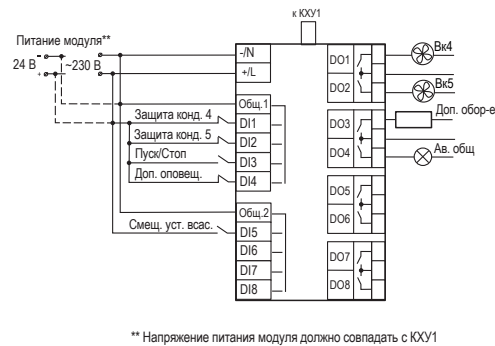 к КХУ1
Питание модуля**
24 В - + ~230 В
-/N
+/L
Общ.1
Защита конд. 4 DI1
Защита конд. 5 DI2
Пуск/Стоп DI3
Доп. оповещ. DI4
Общ.2
Смещ. уст. всас. DI5
DI6
DI7
DI8
DO1 Вк4
DO2 Вк5
DO3 Доп. обор-е
DO4 Ав. общ
DO5
DO6
DO7
DO8
** Напряжение питания модуля должно совпадать с КХУ1